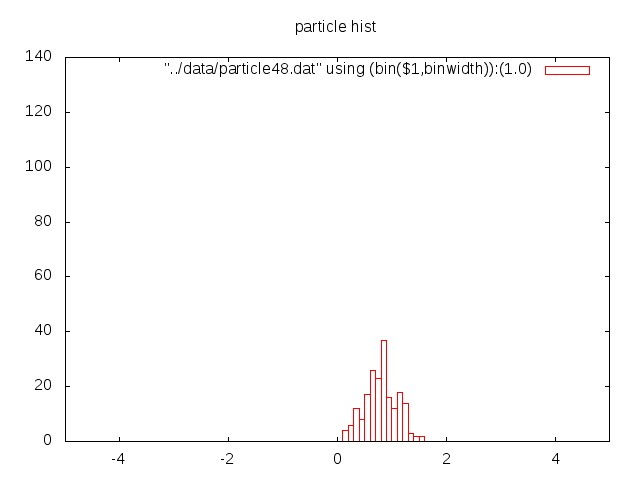 particle hist
140
"../data/particle48.dat" using (bin($1,binwidth)):(1.0)
120
100
80
60
40
20
0
-4 -2 0 2 4